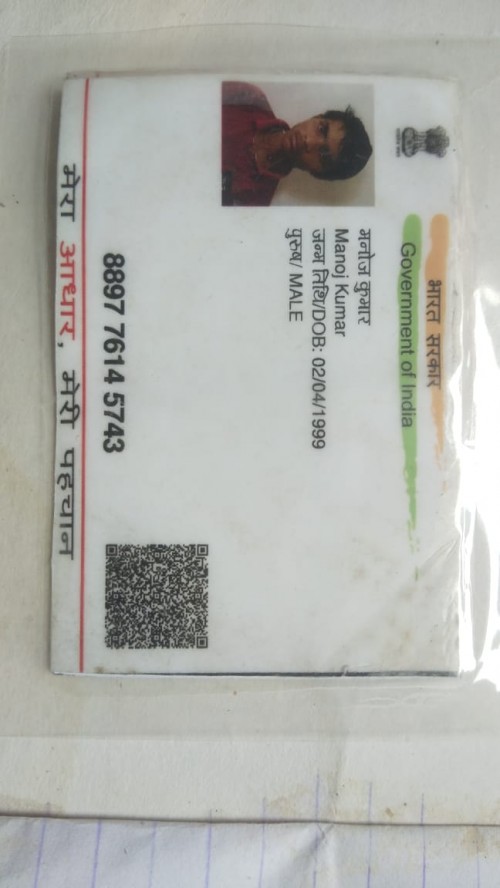 भारत सरकार
Government of India
मनोज कुमार
Manoj Kumar
जन्म तिथि/DOB: 02/04/1999
पुरुष/ MALE
8897 7614 5743
मेरा आधार, मेरी पहचान